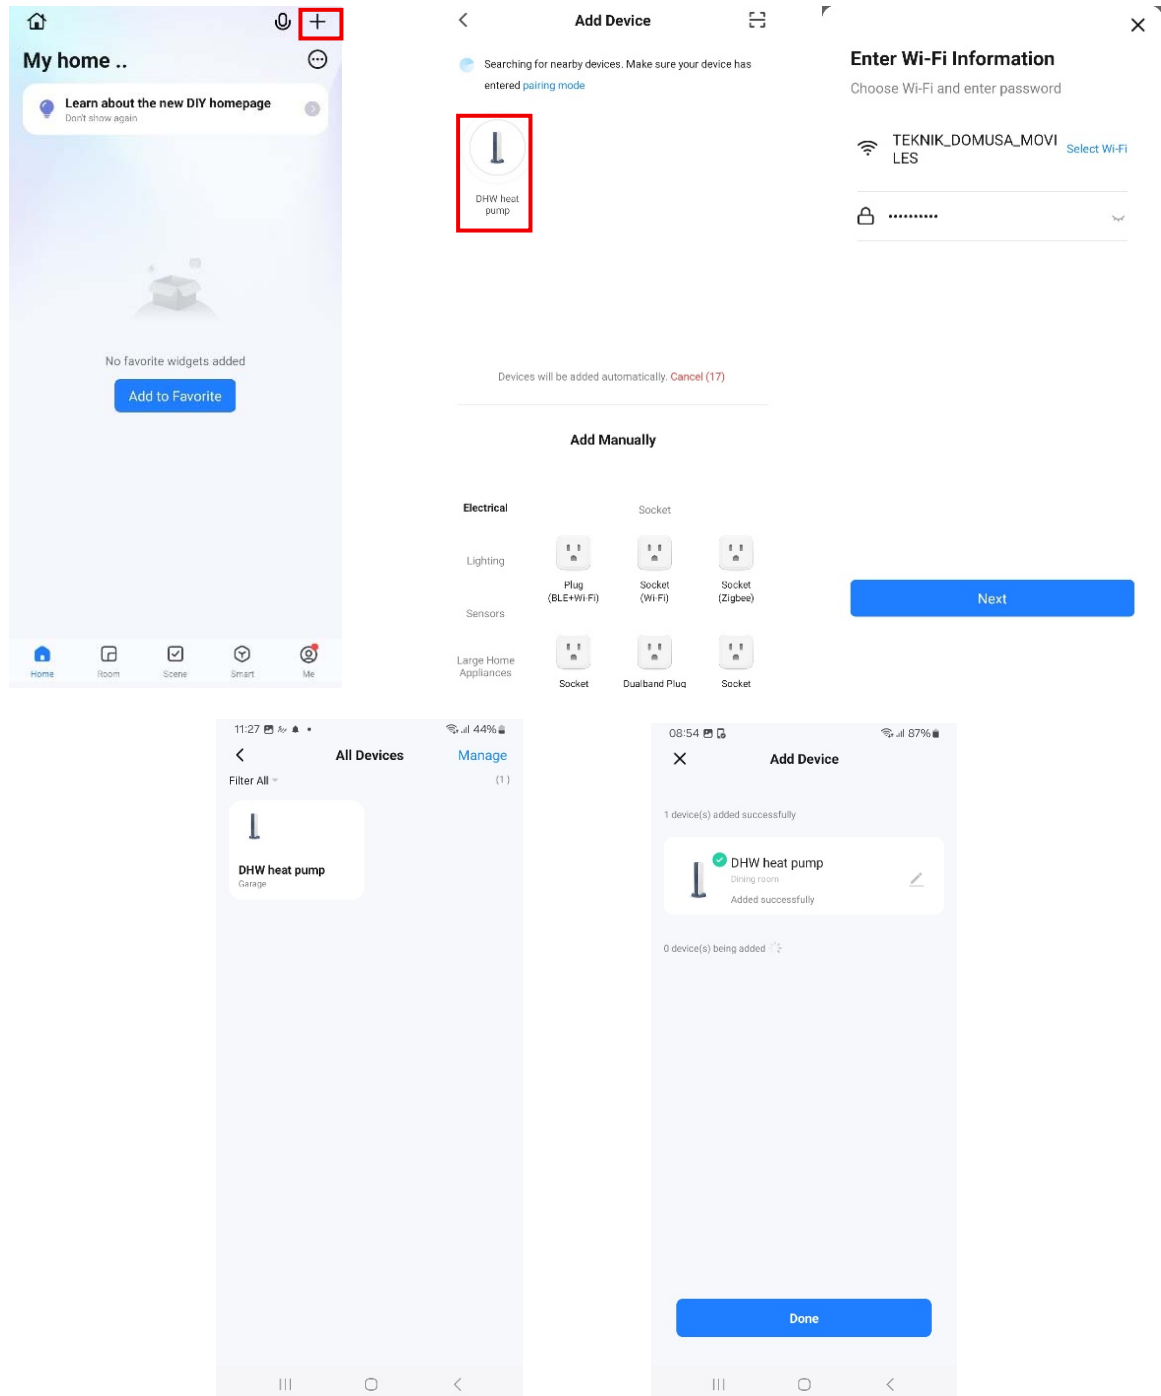 My home ..
Learn about the new DIY homepage
Don't show again
No favorite widgets added
Add to Favorite
Home
Room
Scene
Smart
Me
Add Device
Searching for nearby devices. Make sure your device has
entered pairing mode
DHW heat
pump
Devices will be added automatically. Cancel (17)
Add Manually
Electrical
Lighting
Sensors
Large Home
Appliances
Socket
Plug
(BLE+Wi-Fi)
Socket
(Wi-Fi)
Socket
(Zigbee)
Socket
Dualband Plug
Socket
Enter Wi-Fi Information
Choose Wi-Fi and enter password
TEKNIK_DOMUSA_MOVI
LES
Select Wi-Fi
••••••••••
Next
11:27
44%
All Devices
Manage
Filter All
(1)
DHW heat pump
Garage
08:54
87%
Add Device
1 device(s) added successfully
DHW heat pump
Dining room
Added successfully
0 device(s) being added
Done